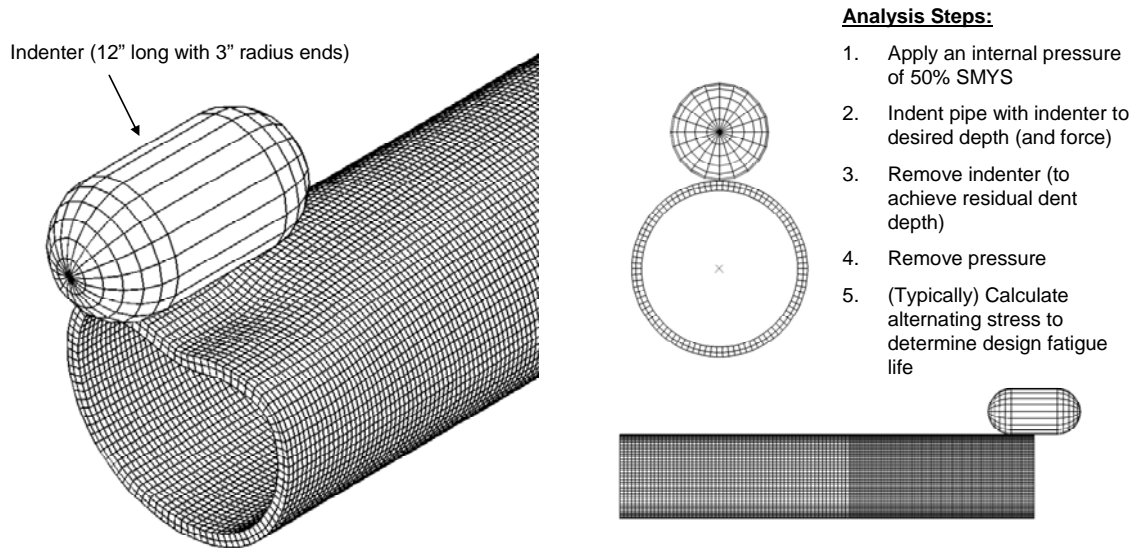 Indenter (12” long with 3” radius ends)
Analysis Steps:
1. Apply an internal pressure
of 50% SMYS
2. Indent pipe with indenter to
desired depth (and force)
3. Remove indenter (to
achieve residual dent
depth)
4. Remove pressure
5. (Typically) Calculate
alternating stress to
determine design fatigue
life